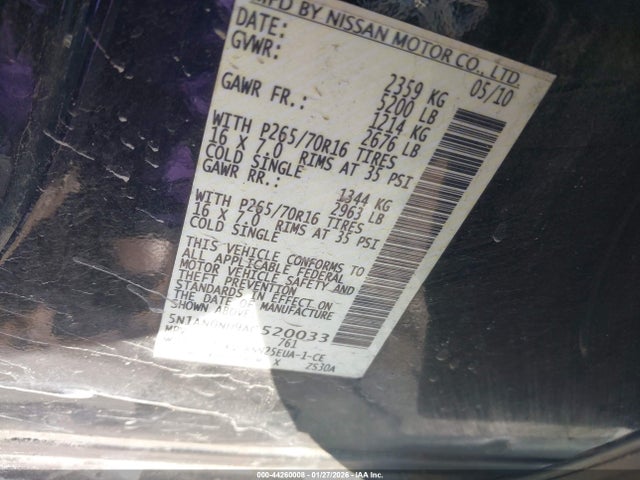 MFD BY NISSAN MOTOR CO., LTD.
DATE: 05/10
GVWR: 2359 KG
5200 LB
GAWR FR.: 1214 KG
2676 LB
WITH P265/70R16 TIRES
16 X 7.0 RIMS AT 35 PSI
COLD SINGLE
GAWR RR.: 1344 KG
2963 LB
WITH P265/70R16 TIRES
16 X 7.0 RIMS AT 35 PSI
COLD SINGLE
THIS VEHICLE CONFORMS TO
ALL APPLICABLE FEDERAL
MOTOR VEHICLE SAFETY AND
THEFT PREVENTION
STANDARDS IN EFFECT ON
THE DATE OF MANUFACTURE
SHOWN ABOVE
520033
761
25EUA-1-CE
X ZS30A
000-44260008 - 01/27/2026 - IAA Inc.